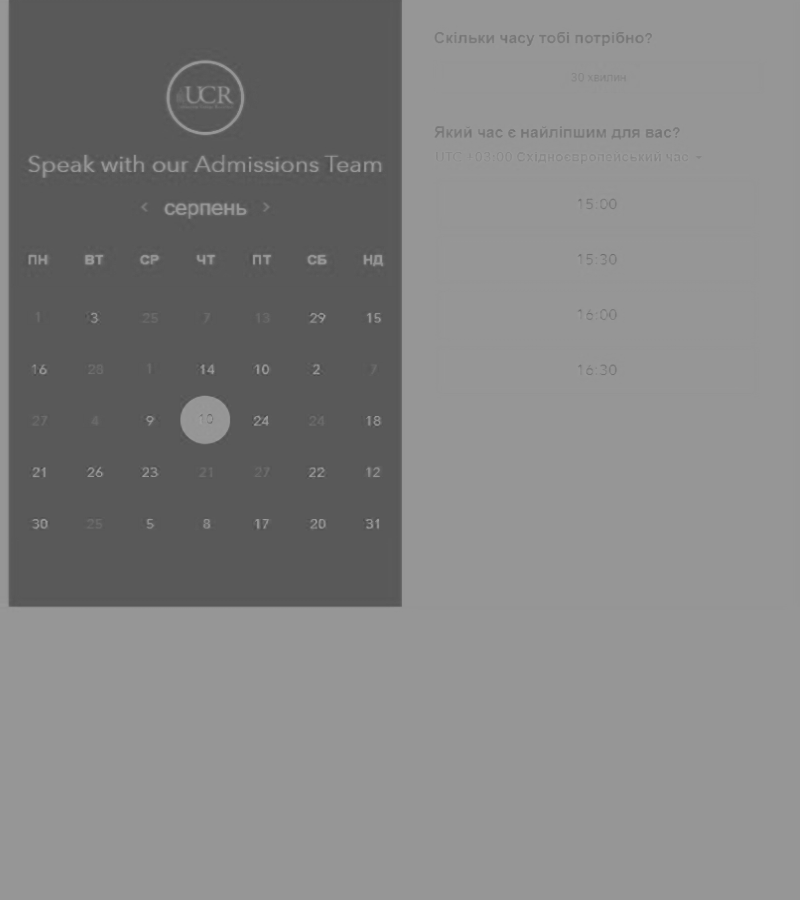 UCR
Speak with our Admissions Team
< серпень >
ПН ВТ СР ЧТ ПТ СБ НД
1 3 25 7 13 29 15
16 28 1 14 10 2 7
27 4 9 10 24 24 18
21 26 23 21 27 22 12
30 25 5 8 17 20 31
Скільки часу тобі потрібно?
30 хвилин
Який час є найліпшим для вас?
UTC +03:00 Східноєвропейський час
15:00
15:30
16:00
16:30